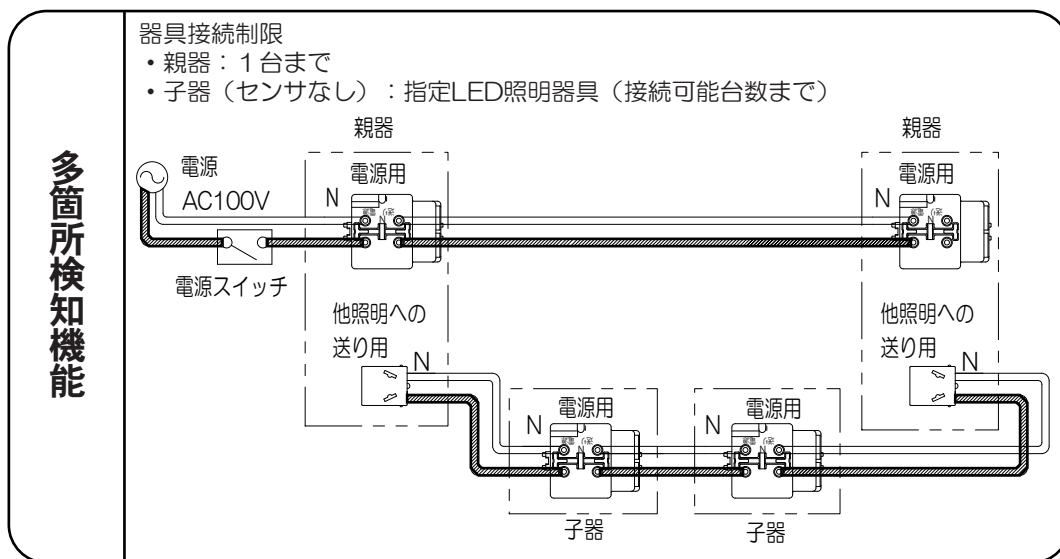 多箇所検知機能
器具接続制限
・親器：１台まで
・子器（センサなし）：指定LED照明器具（接続可能台数まで）
親器
親器
電源
AC100V
N
電源用
N
電源用
N
N
電源スイッチ
他照明への
送り用
N
他照明への
送り用
N
N
電源用
N
電源用
N
N
子器
子器